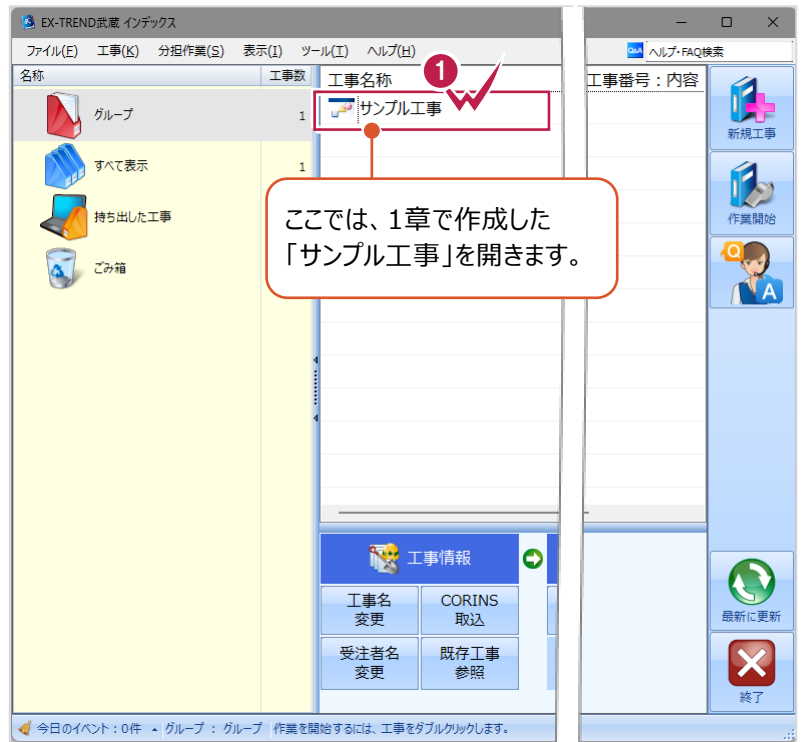 EX-TREND武蔵 インデックス
ファイル(F) 工事(K) 分担作業(S) 表示(I) ツール(T) ヘルプ(H)
Q&A ヘルプ・FAQ検索
名称 工事数
グループ 1
すべて表示 1
持ち出した工事
ごみ箱
工事名称 工事番号：内容
1
サンプル工事
ここでは、1章で作成した
「サンプル工事」を開きます。
新規工事
作業開始
Q
A
工事情報
工事名
変更
CORINS
取込
受注者名
変更
既存工事
参照
最新に更新
終了
今日のイベント：0件 グループ ： グループ 作業を開始するには、工事をダブルクリックします。